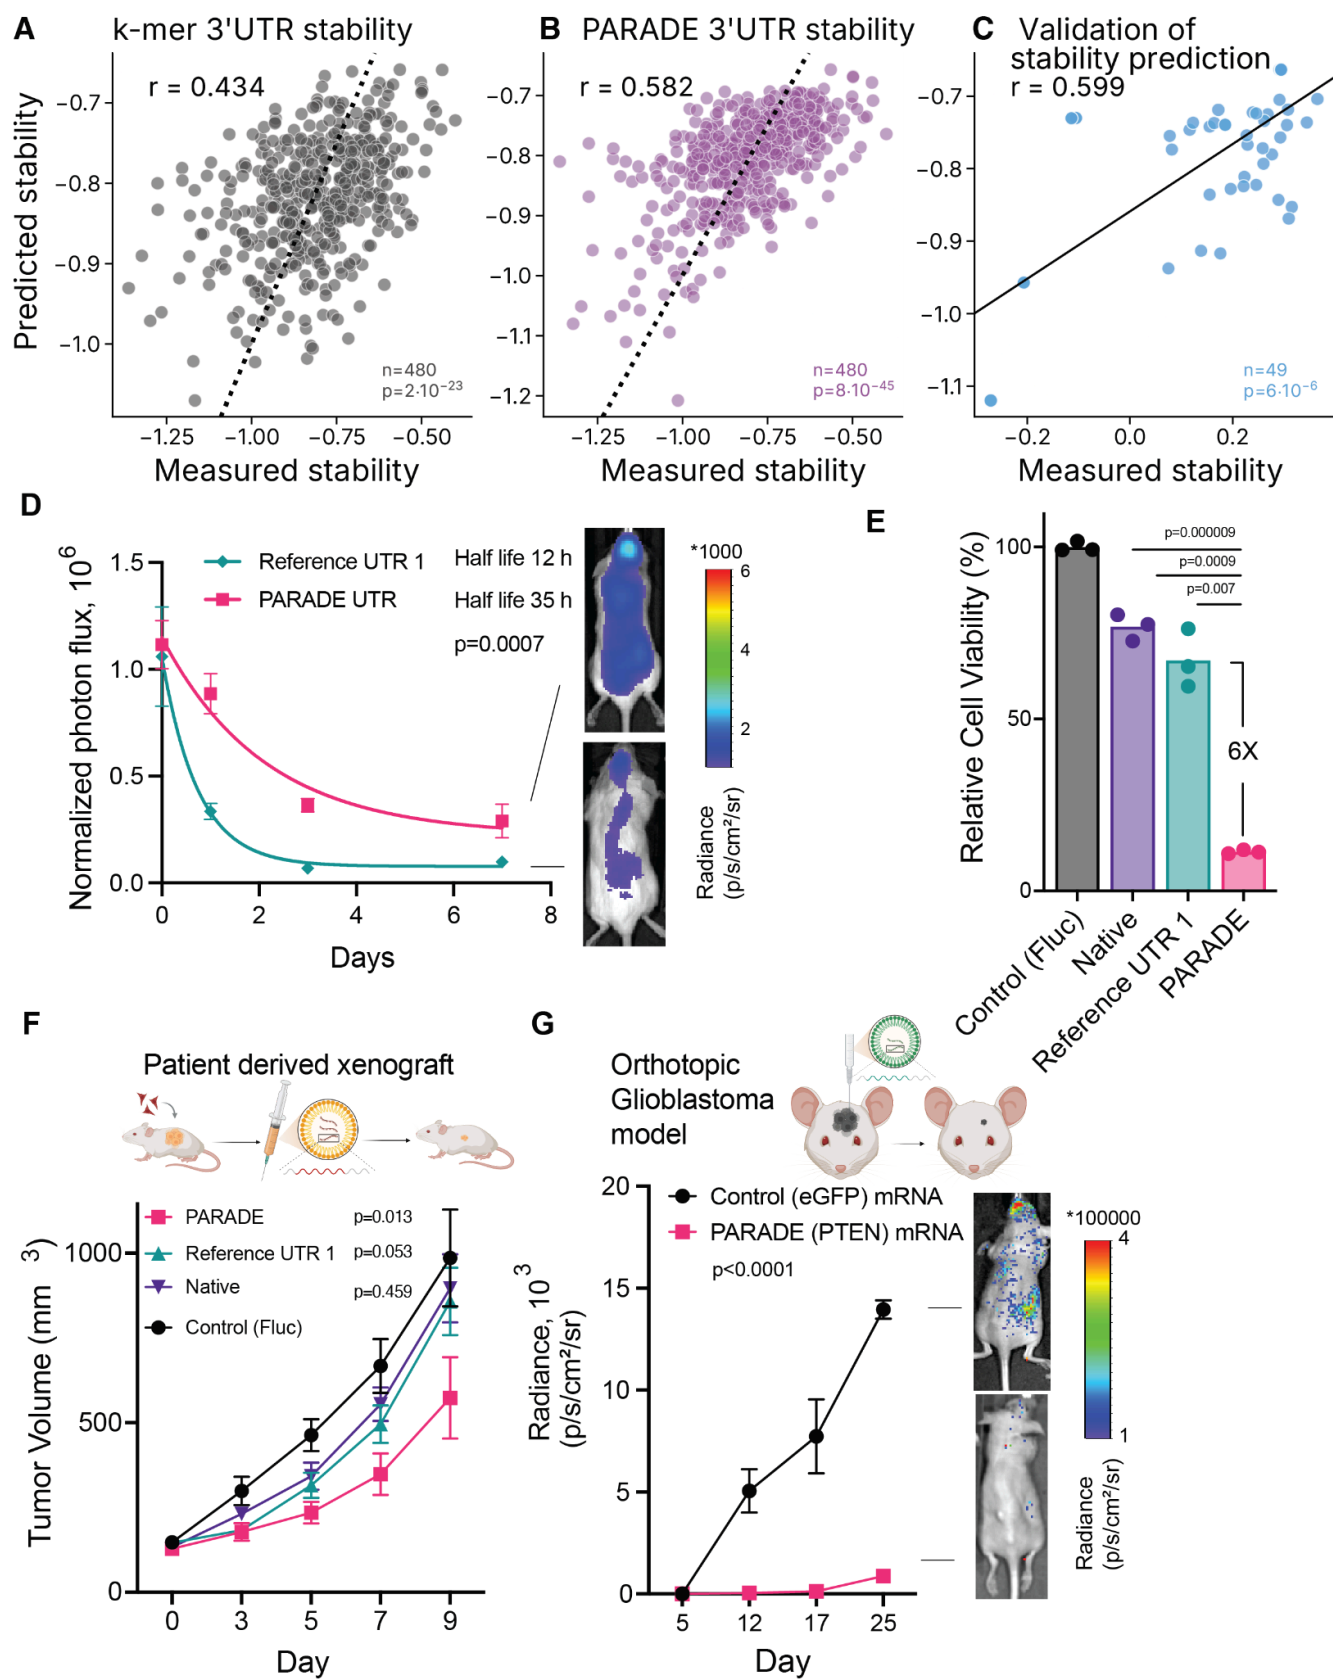 A k-mer 3'UTR stability
r = 0.434
Predicted stability
−0.7
−0.8
−0.9
−1.0
n=480
p=2·10⁻²³
−1.25 −1.00 −0.75 −0.50
Measured stability
B PARADE 3'UTR stability
r = 0.582
−0.7
−0.8
−0.9
−1.0
−1.1
−1.2
n=480
p=8·10⁻⁴⁵
−1.25 −1.00 −0.75 −0.50
Measured stability
C Validation of
stability prediction
r = 0.599
−0.7
−0.8
−0.9
−1.0
−1.1
n=49
p=6·10⁻⁶
−0.2 0.0 0.2
Measured stability
D
Normalized photon flux, 10⁶
1.5
1.0
0.5
0.0
0 2 4 6 8
Days
Reference UTR 1 Half life 12 h
PARADE UTR Half life 35 h
p=0.0007
*1000
6
4
2
Radiance
(p/s/cm²/sr)
E
Relative Cell Viability (%)
100
50
0
p=0.000009
p=0.0009
p=0.007
6X
Control (Fluc)
Native
Reference UTR 1
PARADE
F
Patient derived xenograft
Tumor Volume (mm³)
1000
500
0
PARADE p=0.013
Reference UTR 1 p=0.053
Native p=0.459
Control (Fluc)
0 3 5 7 9
Day
G
Orthotopic
Glioblastoma
model
Radiance, 10³
(p/s/cm²/sr)
20
15
10
5
0
Control (eGFP) mRNA
PARADE (PTEN) mRNA
p<0.0001
5 12 17 25
Day
*100000
4
1
Radiance
(p/s/cm²/sr)